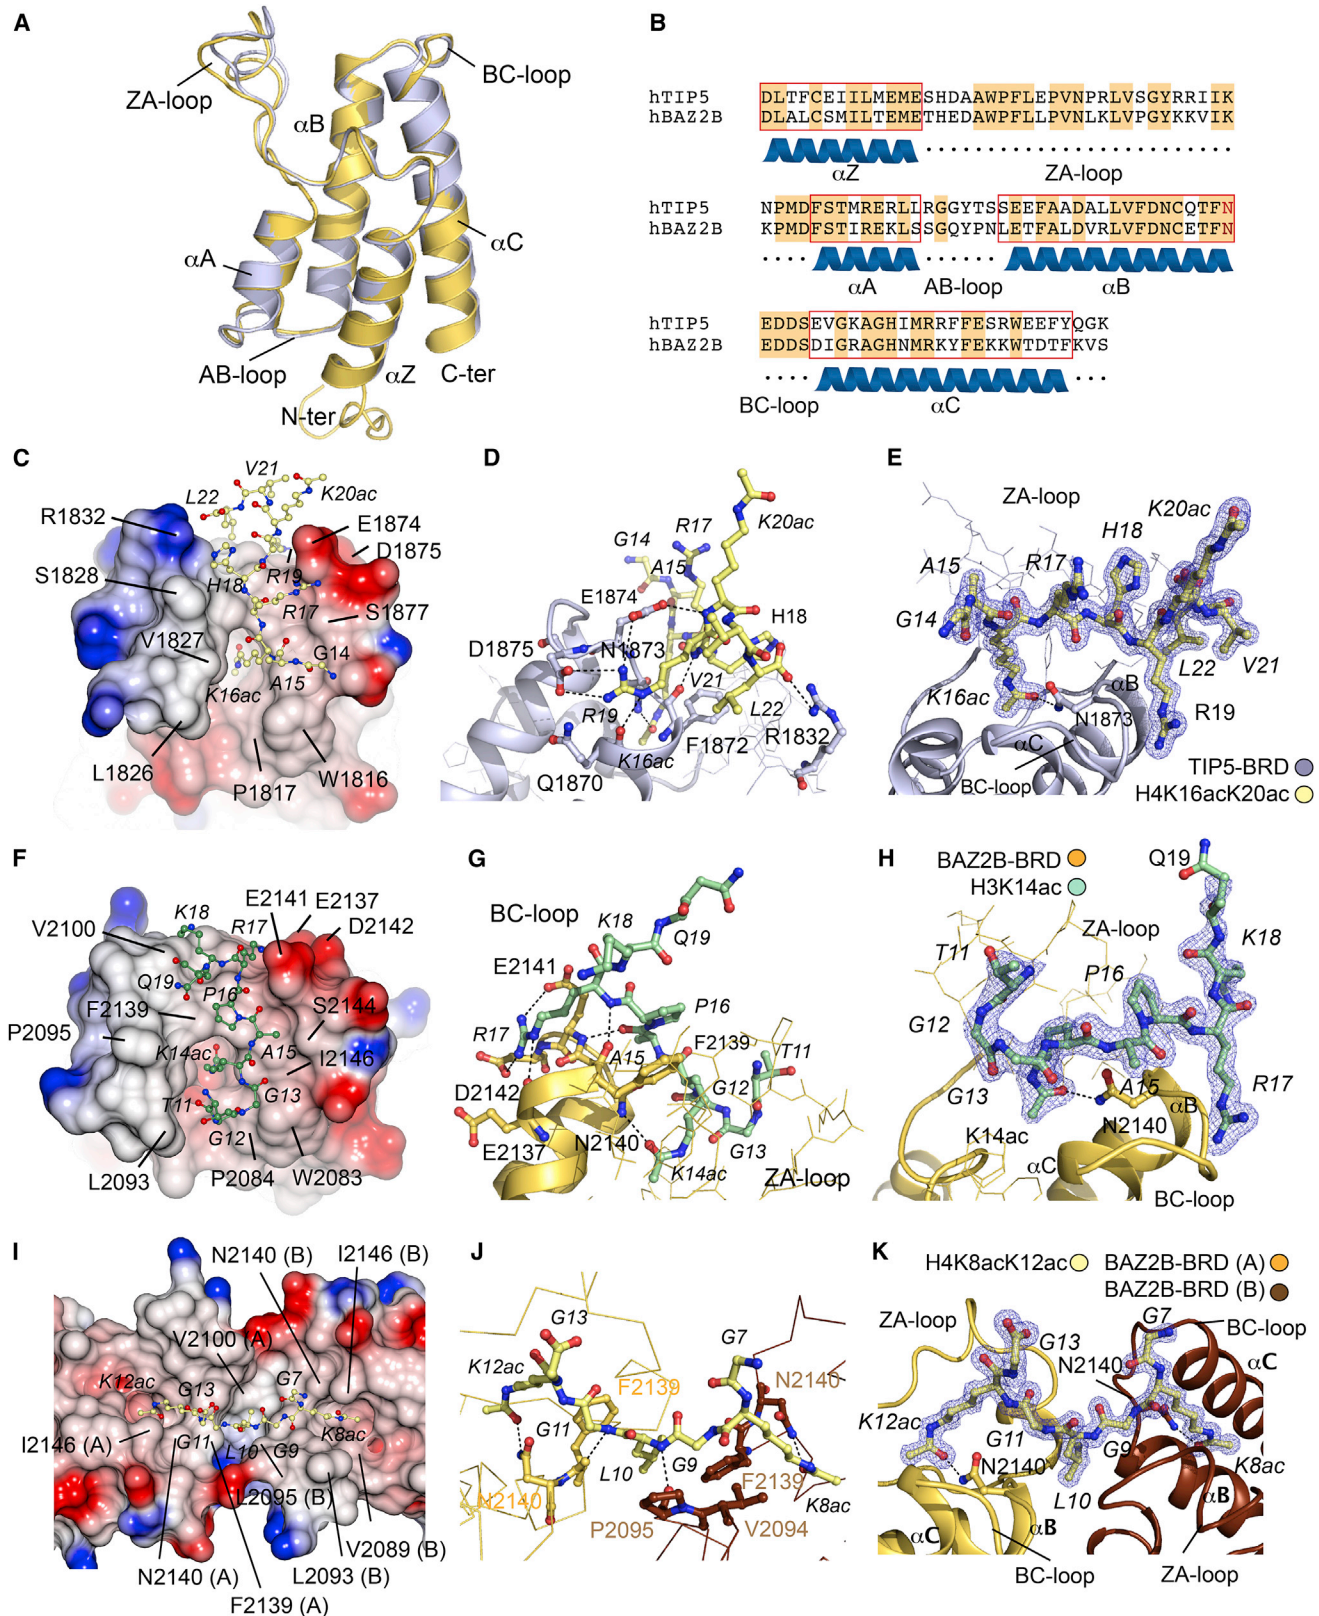 A
ZA-loop
BC-loop
αB
αA
αC
AB-loop
αZ
C-ter
N-ter
B
hTIP5 DLTFCEIILMEMESHDAAWPFLEPVNPRLVSGYRRIIK
hBAZ2B DLALCSMILTEMETHEDAWPFLLPVNLKLVPGYKKVIK
αZ ZA-loop
hTIP5 NPMDFSTMRERLLRGGYTSSEEFAADALLVFDNCQTFN
hBAZ2B KPMDFSTIREKLSSGQYPNLETFALDVRLVFDNCETFN
αA AB-loop αB
hTIP5 EDDSEVGKAGHIMRRFFESRWEEFYQGK
hBAZ2B EDDSDIGRAGHNMRKYFEKKWTDTFKVS
BC-loop αC
C
V21
L22
K20ac
R1832
E1874
D1875
S1828
H18
R19
R17
S1877
V1827
G14
K16ac
A15
L1826
P1817
W1816
D
K20ac
R17
G14
A15
E1874
H18
D1875
N1873
V21
R19
L22
R1832
F1872
K16ac
Q1870
E
ZA-loop
K20ac
H18
A15
R17
G14
L22
V21
K16ac
αB
N1873
R19
αC
BC-loop
TIP5-BRD
H4K16acK20ac
F
E2141
E2137
K18
R17
D2142
V2100
Q19
P16
F2139
S2144
P2095
K14ac
A15
I2146
T11
G13
G12
L2093
P2084
W2083
G
BC-loop
K18
Q19
E2141
P16
R17
F2139
A15
T11
D2142
G12
E2137
N2140
G13
K14ac
ZA-loop
H
BAZ2B-BRD
H3K14ac
Q19
ZA-loop
T11
K18
P16
G12
G13
A15
αB
R17
N2140
K14ac
αC
BC-loop
I
N2140 (B)
I2146 (B)
V2100 (A)
K12ac
G13
G7
I2146 (A)
G11
L10
G9
K8ac
L2095 (B)
V2089 (B)
N2140 (A)
L2093 (B)
F2139 (A)
J
G13
G7
K12ac
F2139
N2140
G11
L10
G9
F2139
K8ac
N2140
P2095
V2094
K
H4K8acK12ac
BAZ2B-BRD (A)
BAZ2B-BRD (B)
ZA-loop
G7
BC-loop
G13
N2140
αC
K12ac
G11
G9
N2140
K8ac
L10
αB
αC
αB
BC-loop
ZA-loop